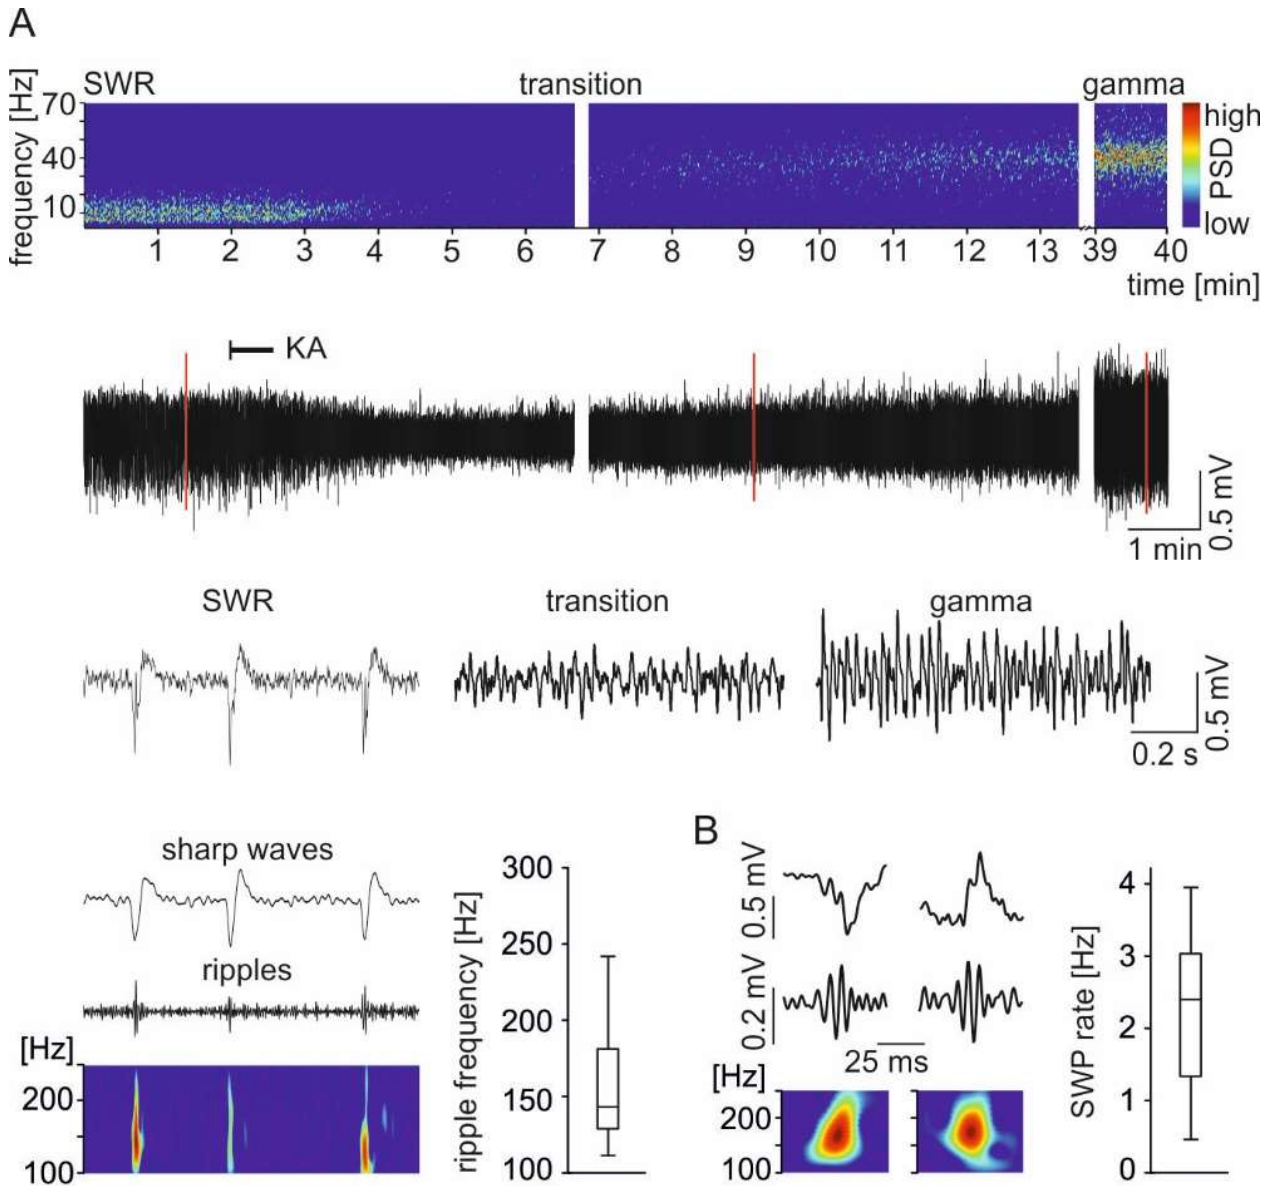 A
SWR transition gamma
frequency [Hz]
70
40
10
high
PSD
low
1 2 3 4 5 6 7 8 9 10 11 12 13 39 40
time [min]
KA
0.5 mV
1 min
SWR transition gamma
0.5 mV
0.2 s
sharp waves
ripples
[Hz]
200
100
ripple frequency [Hz]
300
250
200
150
100
B
0.5 mV
0.2 mV
25 ms
[Hz]
200
100
SWP rate [Hz]
4
3
2
1
0